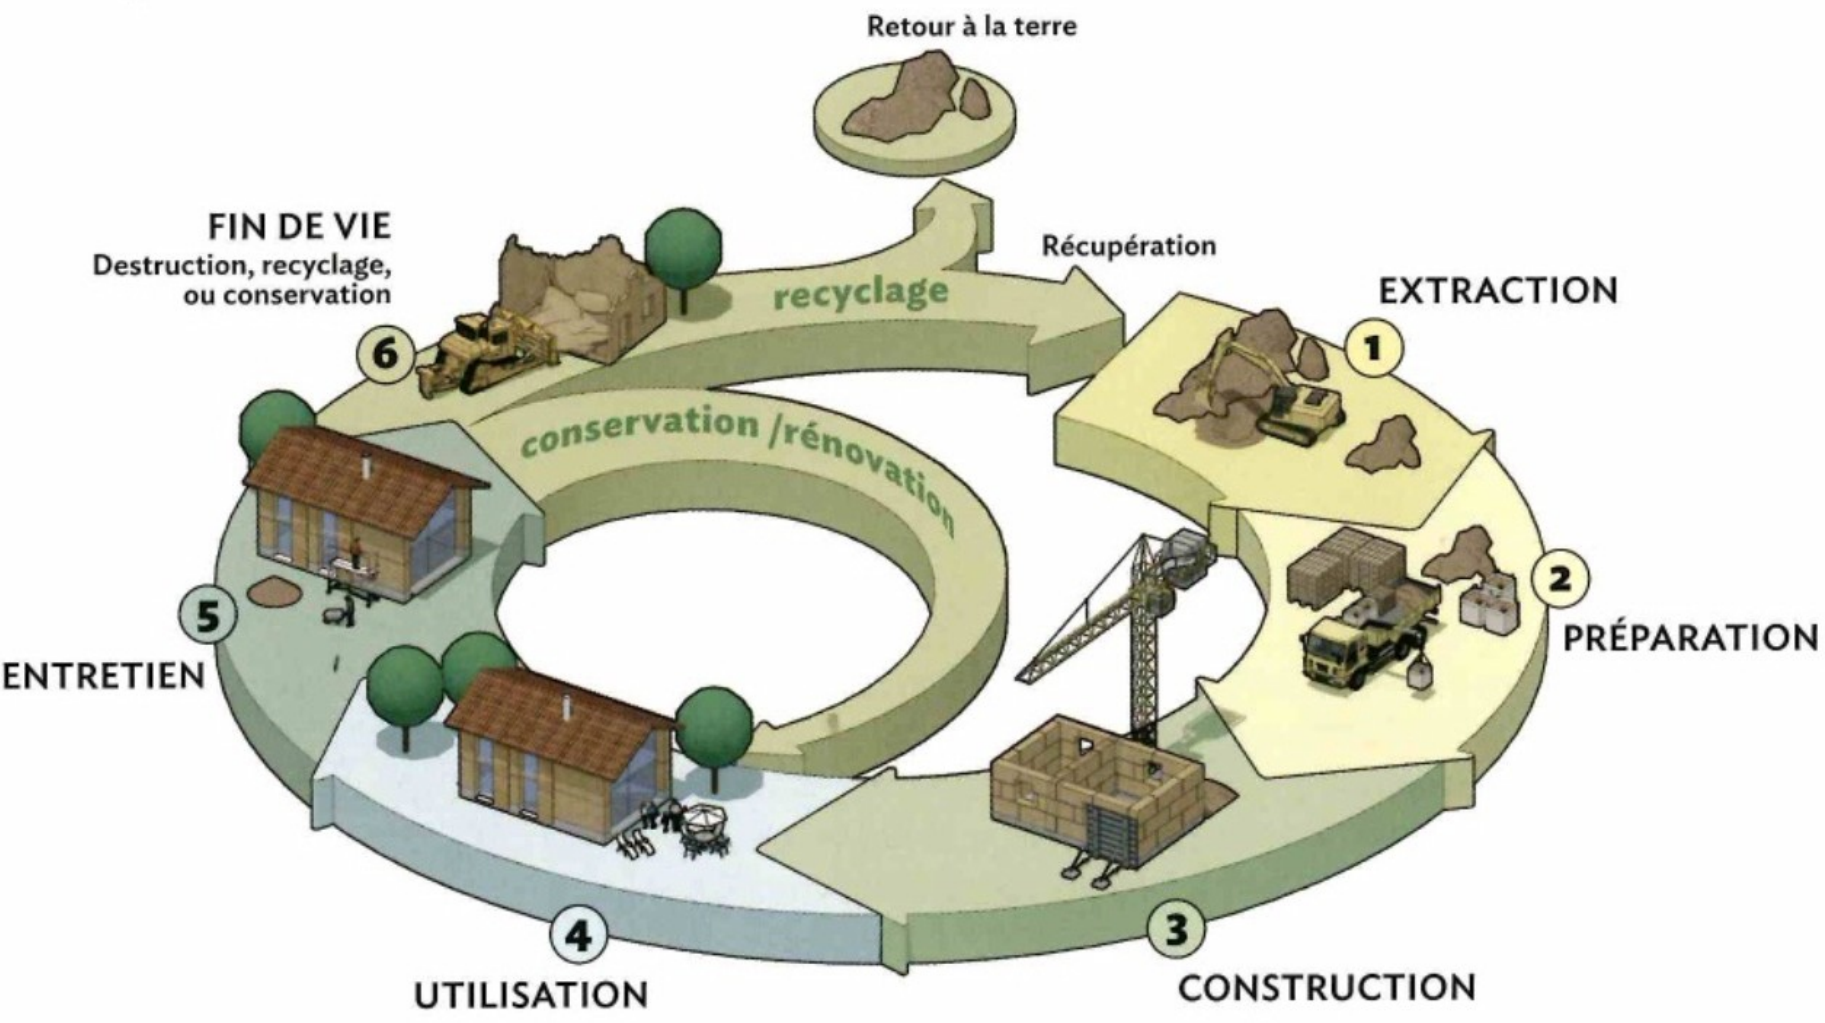 Retour à la terre
FIN DE VIE
Destruction, recyclage,
ou conservation
Récupération
recyclage
EXTRACTION
1
6
conservation / rénovation
2
PRÉPARATION
5
ENTRETIEN
4
UTILISATION
3
CONSTRUCTION